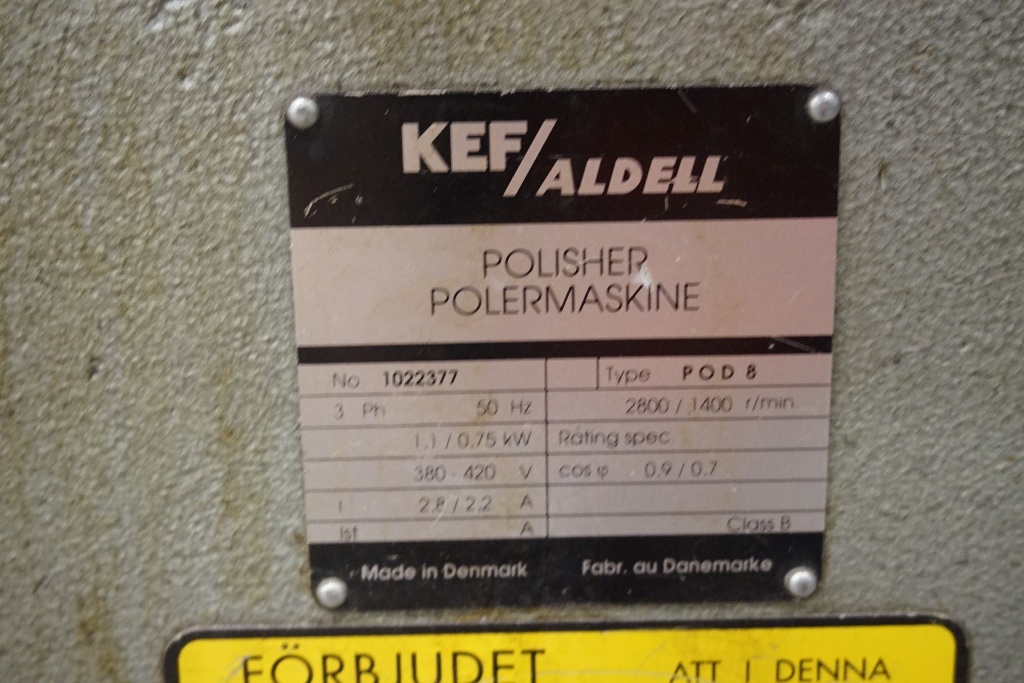 KEF/ALDELL
POLISHER
POLERMASKINE
No 1022377 Type POD 8
3 Ph 50 Hz 2800 / 1400 r/min.
1.1 / 0.75 kW Rating spec.
380 - 420 V cos φ 0.9 / 0.7
I 2.8 / 2.2 A
Ist A Class B
Made in Denmark Fabr. au Danemarke
FÖRBJUDET ATT I DENNA